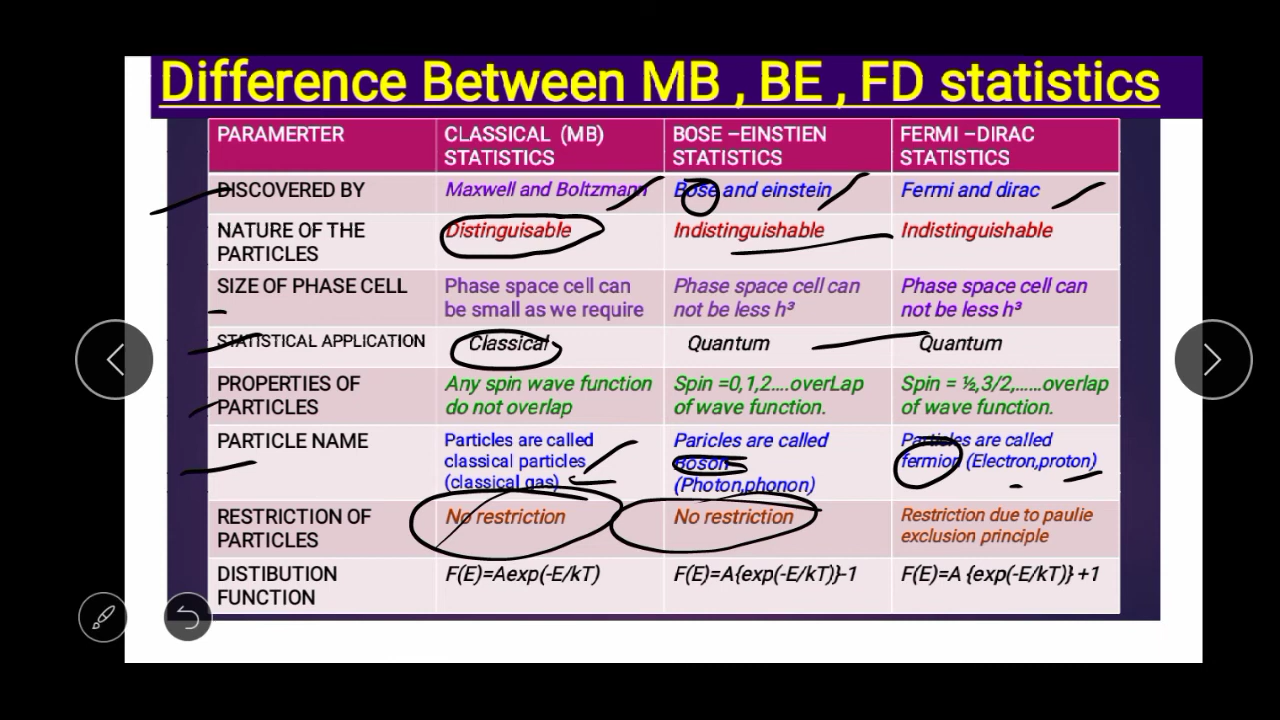 Difference Between MB , BE , FD statistics
PARAMERTER
CLASSICAL (MB)
STATISTICS
BOSE –EINSTIEN
STATISTICS
FERMI –DIRAC
STATISTICS
DISCOVERED BY
Maxwell and Boltzmann
Bose and einstein
Fermi and dirac
NATURE OF THE
PARTICLES
Distinguisable
Indistinguishable
Indistinguishable
SIZE OF PHASE CELL
Phase space cell can
be small as we require
Phase space cell can
not be less h³
Phase space cell can
not be less h³
STATISTICAL APPLICATION
Classical
Quantum
Quantum
PROPERTIES OF
PARTICLES
Any spin wave function
do not overlap
Spin =0,1,2....overLap
of wave function.
Spin = ½,3/2,......overlap
of wave function.
PARTICLE NAME
Particles are called
classical particles
(classical gas)
Paricles are called
Boson
(Photon,phonon)
Particles are called
fermion (Electron,proton)
RESTRICTION OF
PARTICLES
No restriction
No restriction
Restriction due to paulie
exclusion principle
DISTIBUTION
FUNCTION
F(E)=Aexp(-E/kT)
F(E)=A{exp(-E/kT)}-1
F(E)=A {exp(-E/kT)} +1